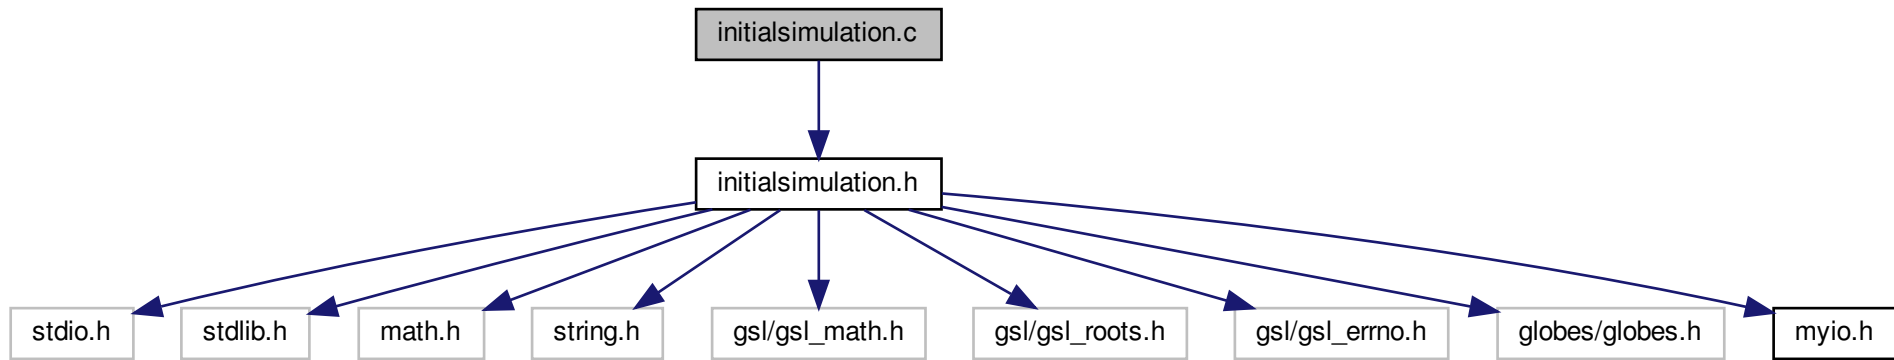 initialsimulation.c
initialsimulation.h
stdio.h
stdlib.h
math.h
string.h
gsl/gsl_math.h
gsl/gsl_roots.h
gsl/gsl_errno.h
globes/globes.h
myio.h